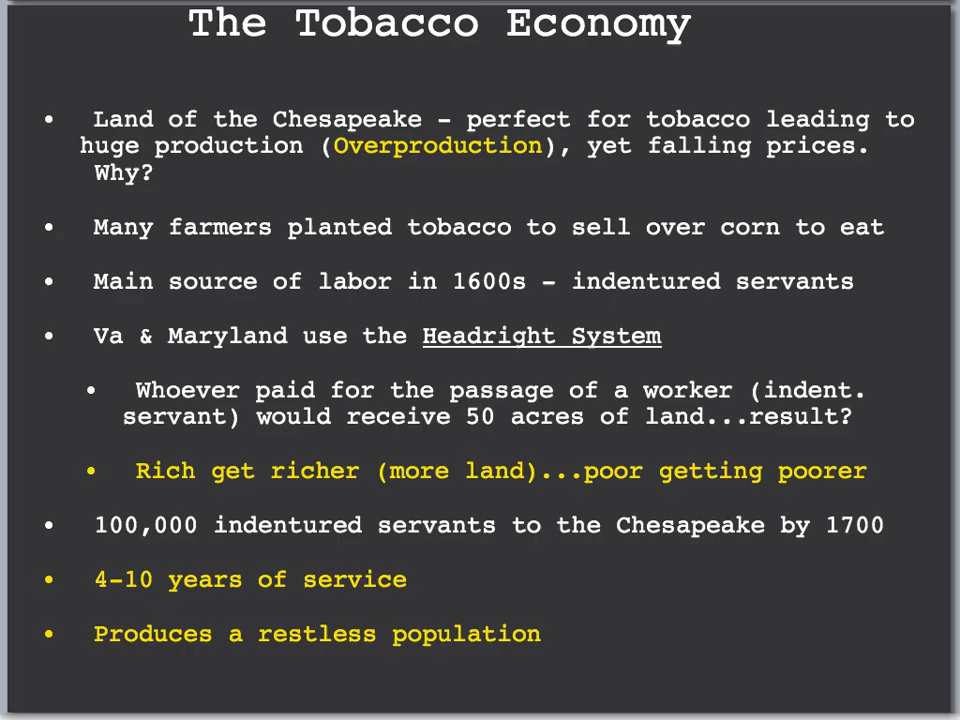 The Tobacco Economy
• Land of the Chesapeake – perfect for tobacco leading to
huge production (Overproduction), yet falling prices.
Why?
• Many farmers planted tobacco to sell over corn to eat
• Main source of labor in 1600s – indentured servants
• Va & Maryland use the Headright System
• Whoever paid for the passage of a worker (indent.
servant) would receive 50 acres of land...result?
• Rich get richer (more land)...poor getting poorer
• 100,000 indentured servants to the Chesapeake by 1700
• 4–10 years of service
• Produces a restless population